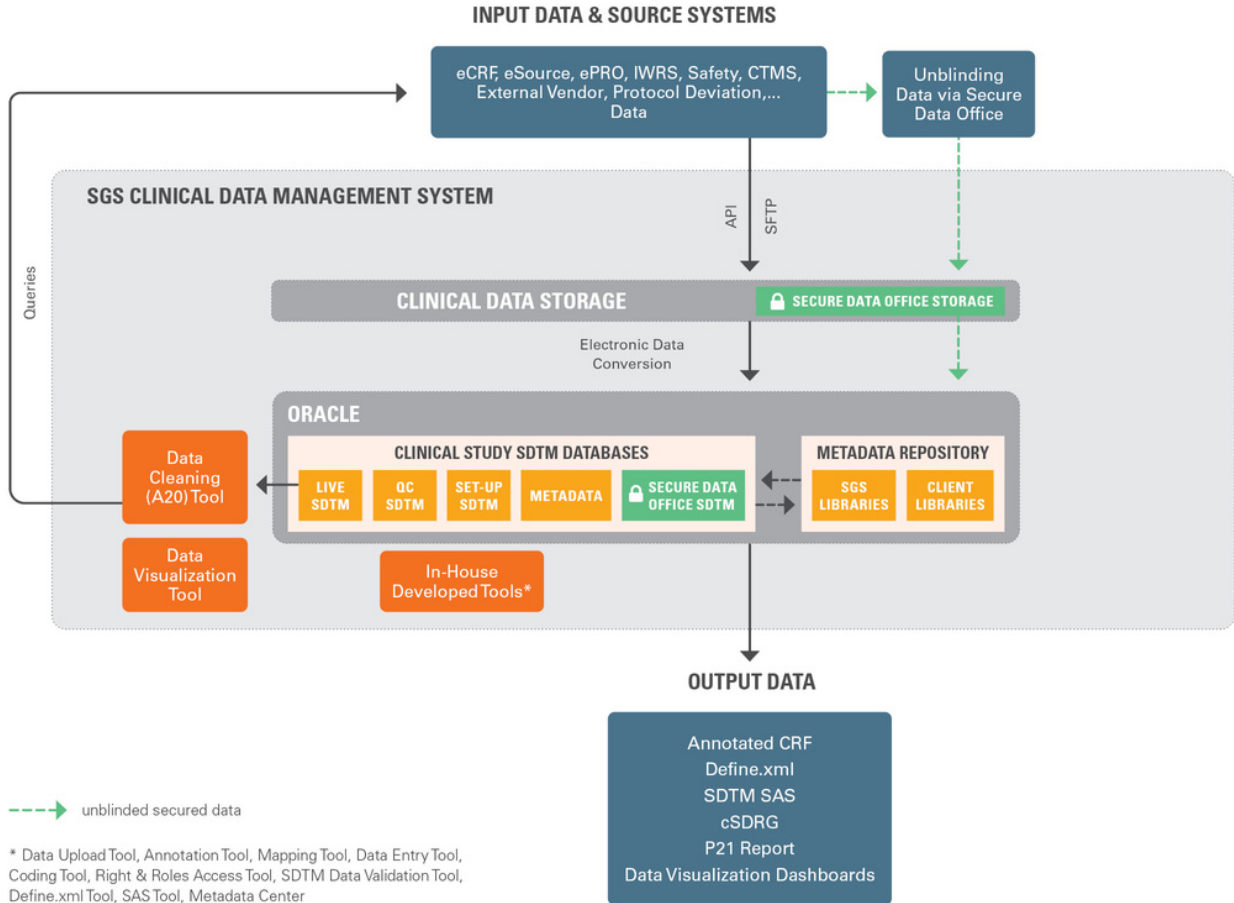 INPUT DATA & SOURCE SYSTEMS
eCRF, eSource, ePRO, IWRS, Safety, CTMS,
External Vendor, Protocol Deviation,...
Data
Unblinding
Data via Secure
Data Office
SGS CLINICAL DATA MANAGEMENT SYSTEM
API
SFTP
Queries
CLINICAL DATA STORAGE
SECURE DATA OFFICE STORAGE
Electronic Data
Conversion
ORACLE
CLINICAL STUDY SDTM DATABASES
LIVE
SDTM
QC
SDTM
SET-UP
SDTM
METADATA
SECURE DATA
OFFICE SDTM
METADATA REPOSITORY
SGS
LIBRARIES
CLIENT
LIBRARIES
Data
Cleaning
(A20) Tool
Data
Visualization
Tool
In-House
Developed Tools*
OUTPUT DATA
Annotated CRF
Define.xml
SDTM SAS
cSDRG
P21 Report
Data Visualization Dashboards
unblinded secured data
* Data Upload Tool, Annotation Tool, Mapping Tool, Data Entry Tool,
Coding Tool, Right & Roles Access Tool, SDTM Data Validation Tool,
Define.xml Tool, SAS Tool, Metadata Center